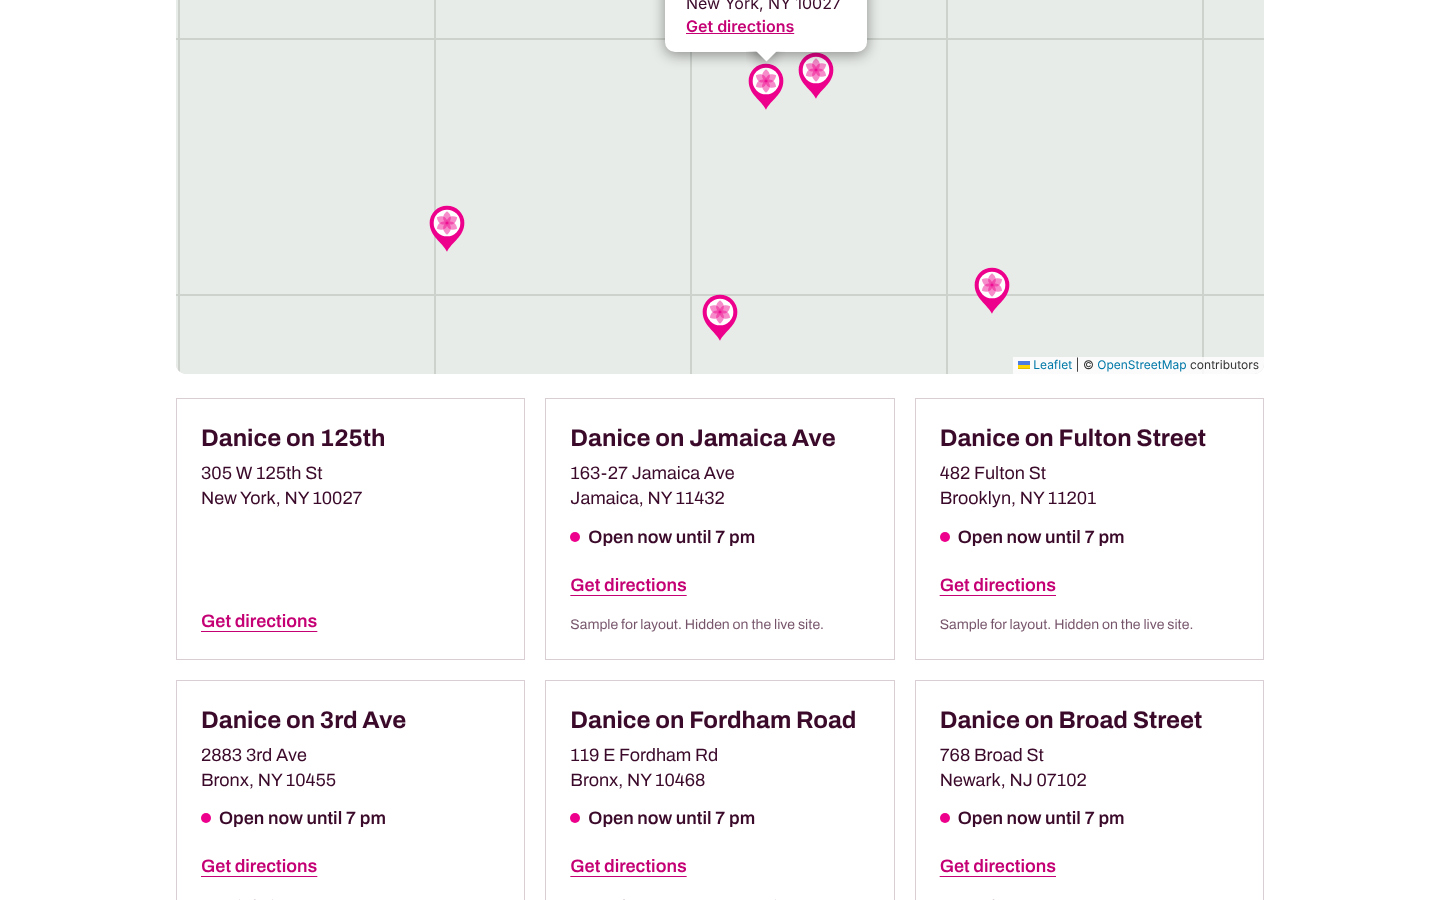 New York, NY 10027
Get directions
Leaflet | © OpenStreetMap contributors
Danice on 125th
305 W 125th St
New York, NY 10027
Get directions
Danice on Jamaica Ave
163-27 Jamaica Ave
Jamaica, NY 11432
Open now until 7 pm
Get directions
Sample for layout. Hidden on the live site.
Danice on Fulton Street
482 Fulton St
Brooklyn, NY 11201
Open now until 7 pm
Get directions
Sample for layout. Hidden on the live site.
Danice on 3rd Ave
2883 3rd Ave
Bronx, NY 10455
Open now until 7 pm
Get directions
Danice on Fordham Road
119 E Fordham Rd
Bronx, NY 10468
Open now until 7 pm
Get directions
Danice on Broad Street
768 Broad St
Newark, NJ 07102
Open now until 7 pm
Get directions